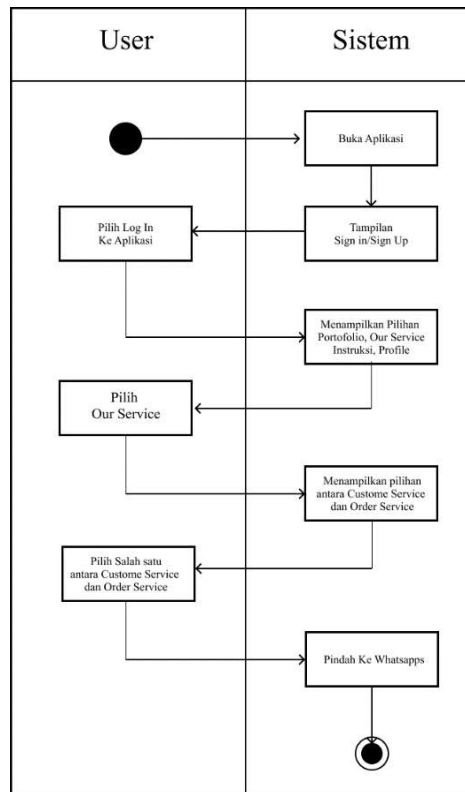 User
Sistem
Buka Aplikasi
Tampilan
Sign in/Sign Up
Pilih Log In
Ke Aplikasi
Menampilkan Pilihan
Portofolio, Our Service
Instruksi, Profile
Pilih
Our Service
Menampilkan pilihan
antara Custome Service
dan Order Service
Pilih Salah satu
antara Custome Service
dan Order Service
Pindah Ke Whatsapps